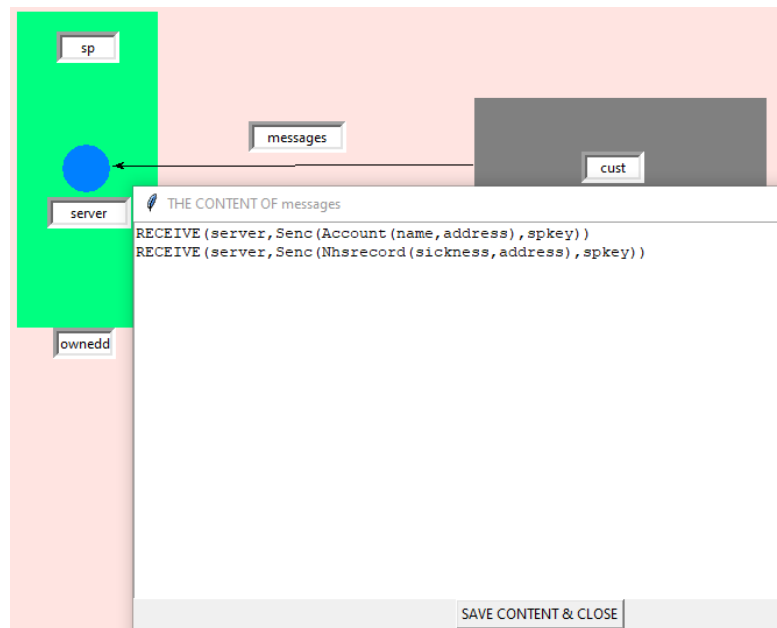 sp
messages
cust
server
THE CONTENT OF messages
RECEIVE(server,Senc(Account(name,address),spkey))
RECEIVE(server,Senc(Nhsrecord(sickness,address),spkey))
ownedd
SAVE CONTENT & CLOSE